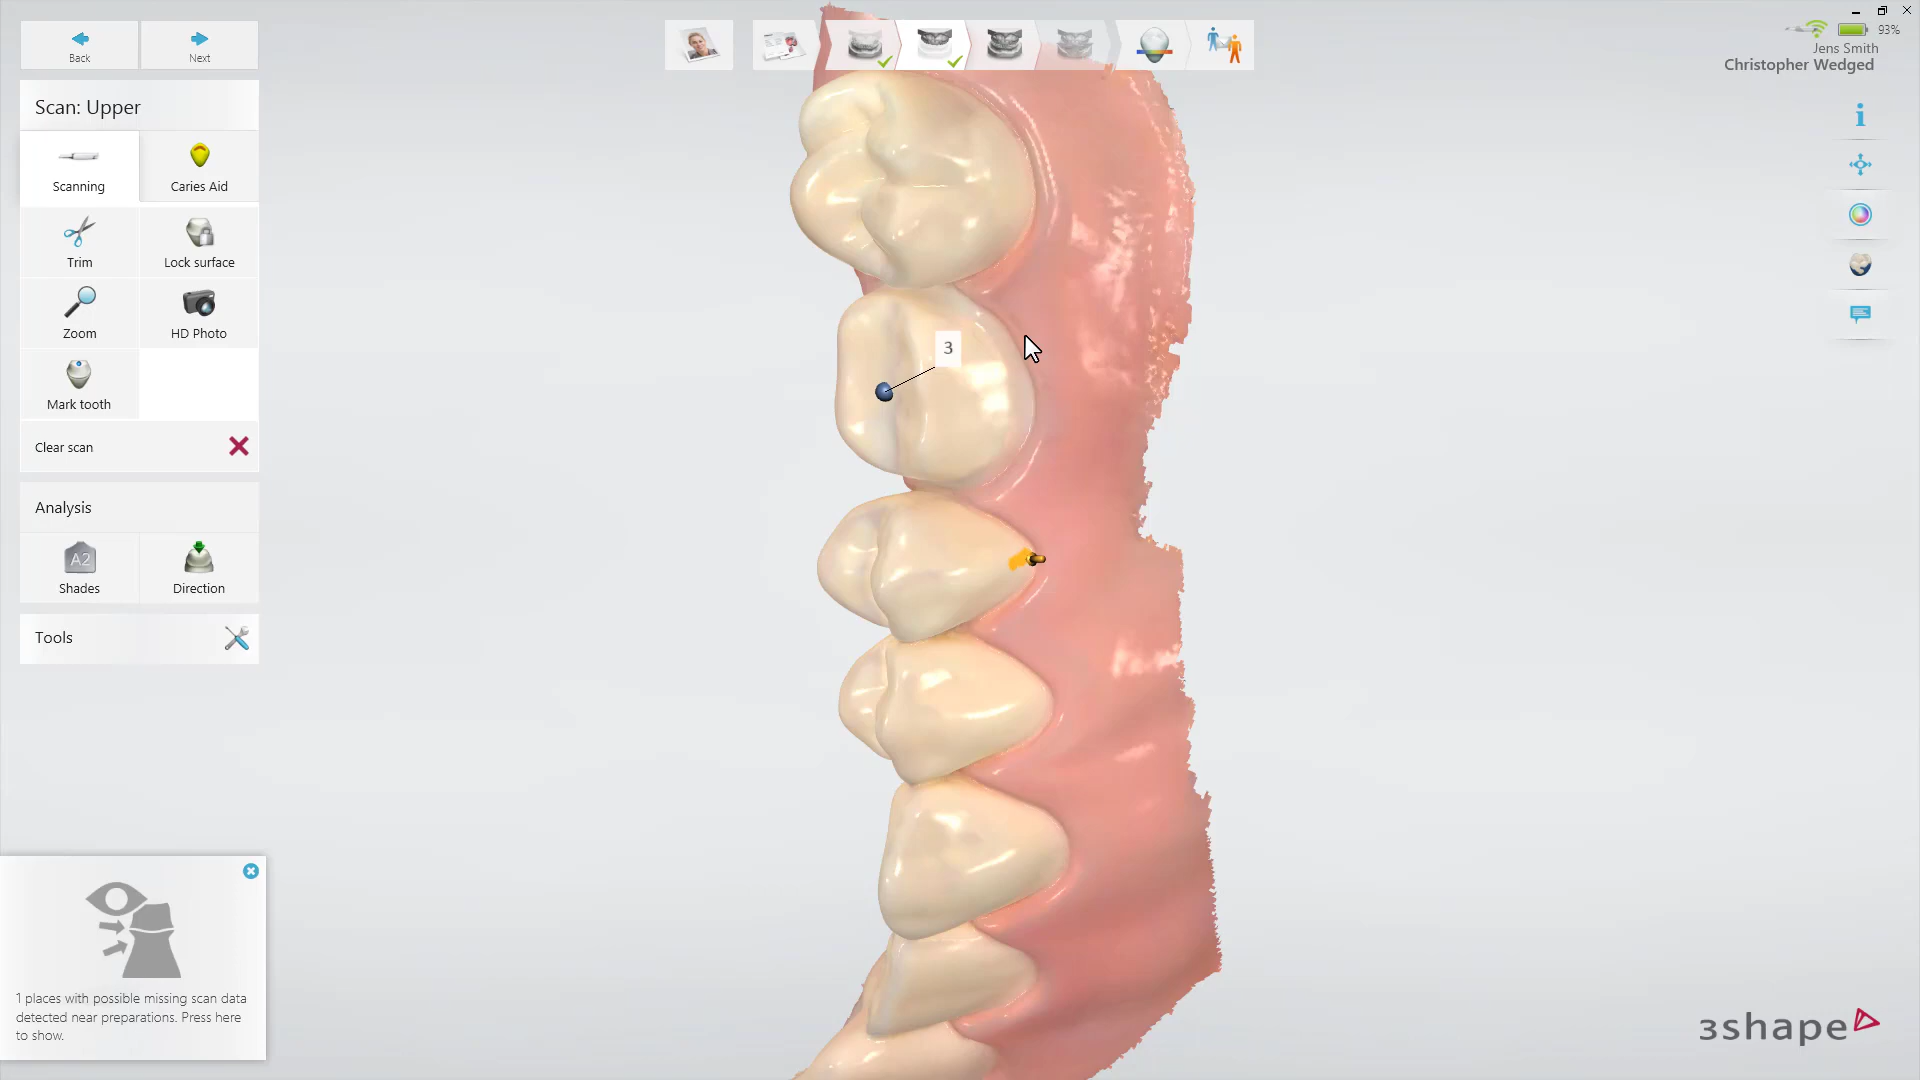 Back
Next
93%
Jens Smith
Christopher Wedged
Scan: Upper
Scanning
Caries Aid
Trim
Lock surface
Zoom
HD Photo
Mark tooth
Clear scan
Analysis
A2
Shades
Direction
Tools
3
1 places with possible missing scan data
detected near preparations. Press here
to show.
3shape